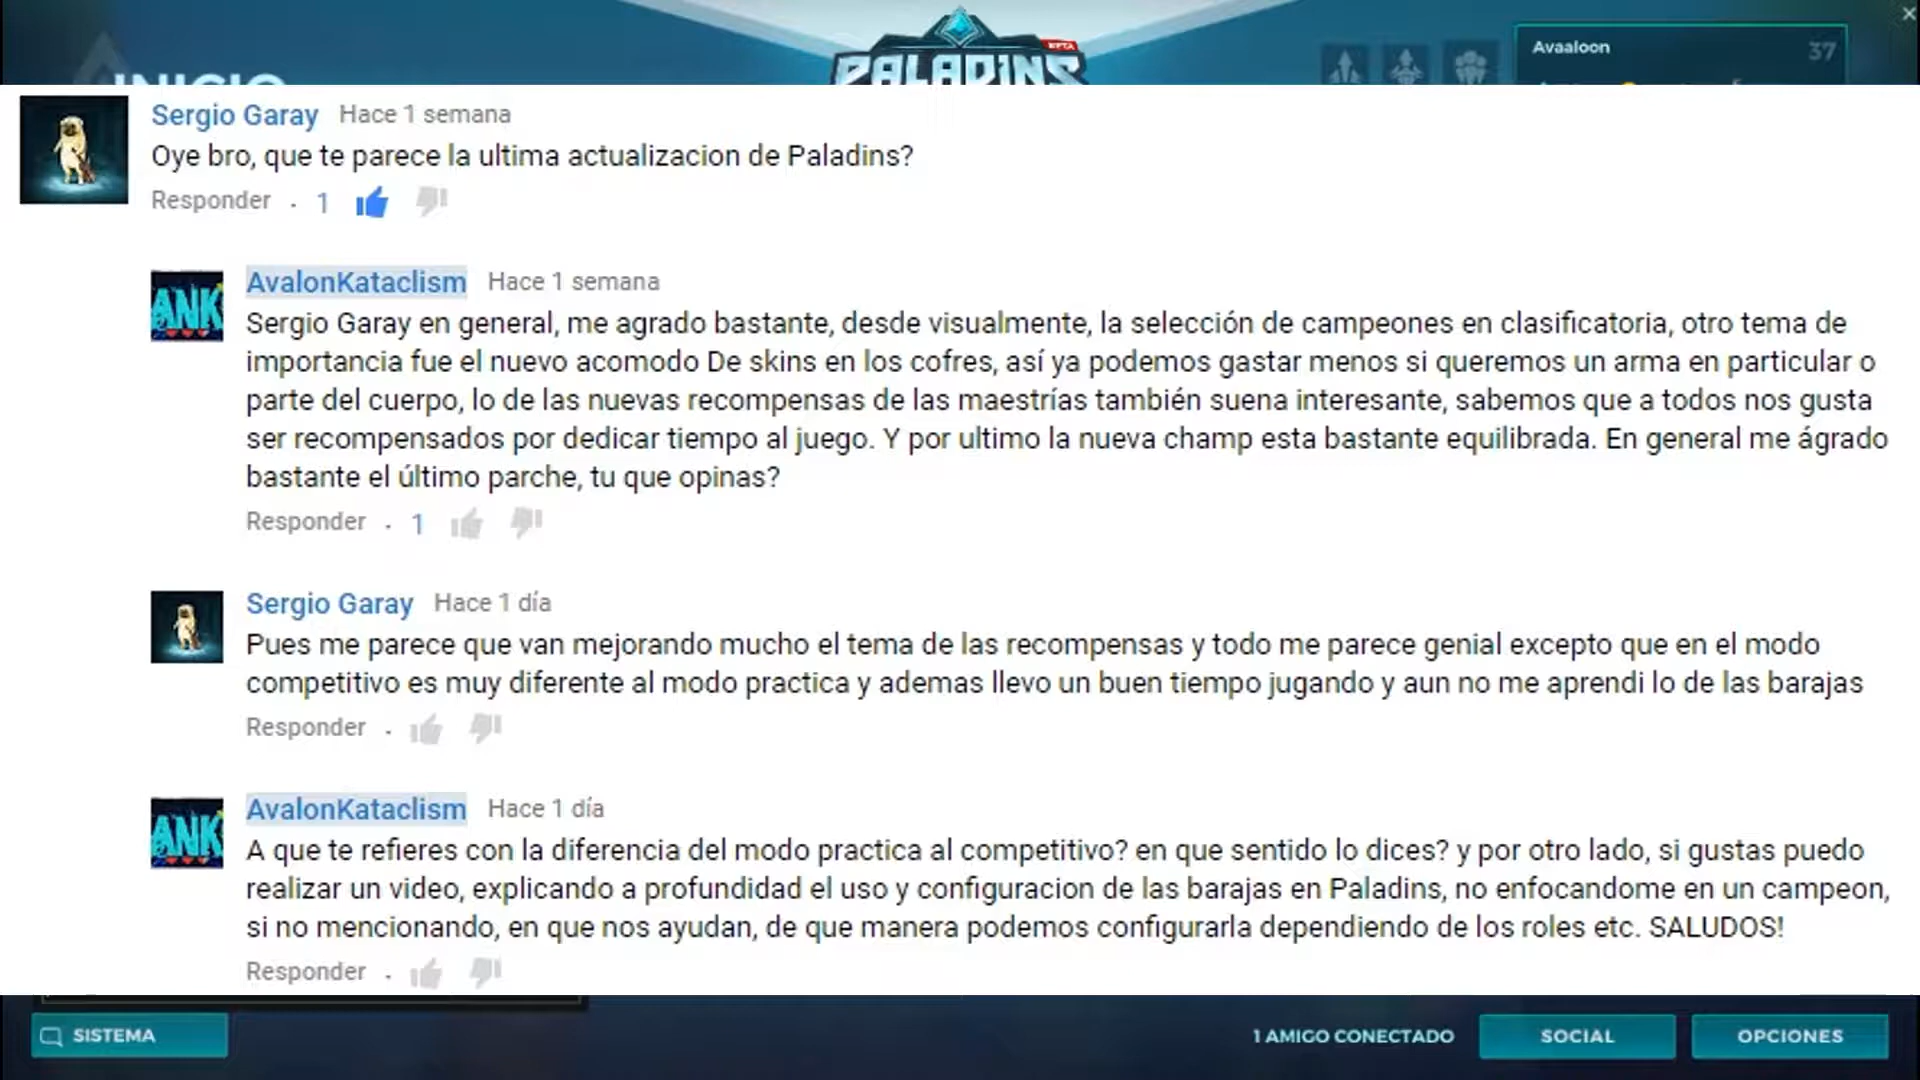 Avaaloon 37
INICIO
BETA
PALADINS
Sergio Garay Hace 1 semana
Oye bro, que te parece la ultima actualizacion de Paladins?
Responder . 1
AvalonKataclism Hace 1 semana
Sergio Garay en general, me agrado bastante, desde visualmente, la selección de campeones en clasificatoria, otro tema de
importancia fue el nuevo acomodo De skins en los cofres, así ya podemos gastar menos si queremos un arma en particular o
parte del cuerpo, lo de las nuevas recompensas de las maestrías también suena interesante, sabemos que a todos nos gusta
ser recompensados por dedicar tiempo al juego. Y por ultimo la nueva champ esta bastante equilibrada. En general me ágrado
bastante el último parche, tu que opinas?
Responder . 1
Sergio Garay Hace 1 día
Pues me parece que van mejorando mucho el tema de las recompensas y todo me parece genial excepto que en el modo
competitivo es muy diferente al modo practica y ademas llevo un buen tiempo jugando y aun no me aprendi lo de las barajas
Responder .
ANK
AvalonKataclism Hace 1 día
A que te refieres con la diferencia del modo practica al competitivo? en que sentido lo dices? y por otro lado, si gustas puedo
realizar un video, explicando a profundidad el uso y configuracion de las barajas en Paladins, no enfocandome en un campeon,
si no mencionando, en que nos ayudan, de que manera podemos configurarla dependiendo de los roles etc. SALUDOS!
Responder .
SISTEMA
1 AMIGO CONECTADO
SOCIAL
OPCIONES